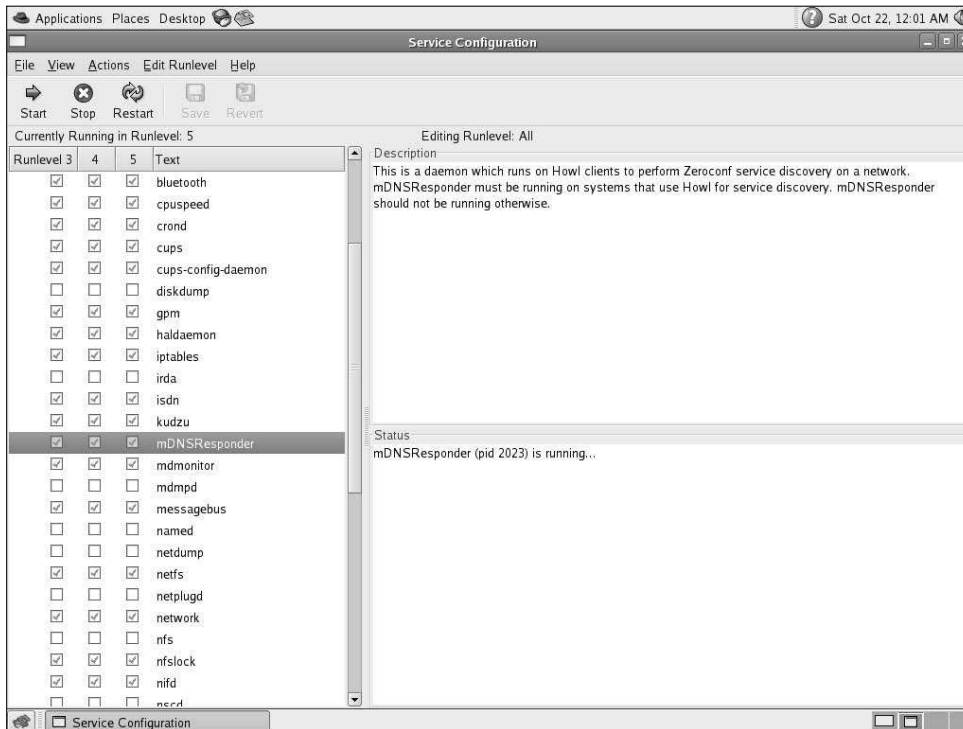 Applications Places Desktop
Sat Oct 22, 12:01 AM
Service Configuration
File View Actions Edit Runlevel Help
Start Stop Restart Save Revert
Currently Running in Runlevel: 5
Editing Runlevel: All
Runlevel 3 4 5 Text
bluetooth
cpuspeed
crond
cups
cups-config-daemon
diskdump
gpm
haldaemon
iptables
irda
isdn
kudzu
mDNSResponder
mdmonitor
mdmpd
messagebus
named
netdump
netfs
netplugd
network
nfs
nfslock
nifd
nscd
Description
This is a daemon which runs on Howl clients to perform Zeroconf service discovery on a network.
mDNSResponder must be running on systems that use Howl for service discovery. mDNSResponder
should not be running otherwise.
Status
mDNSResponder (pid 2023) is running...
Service Configuration